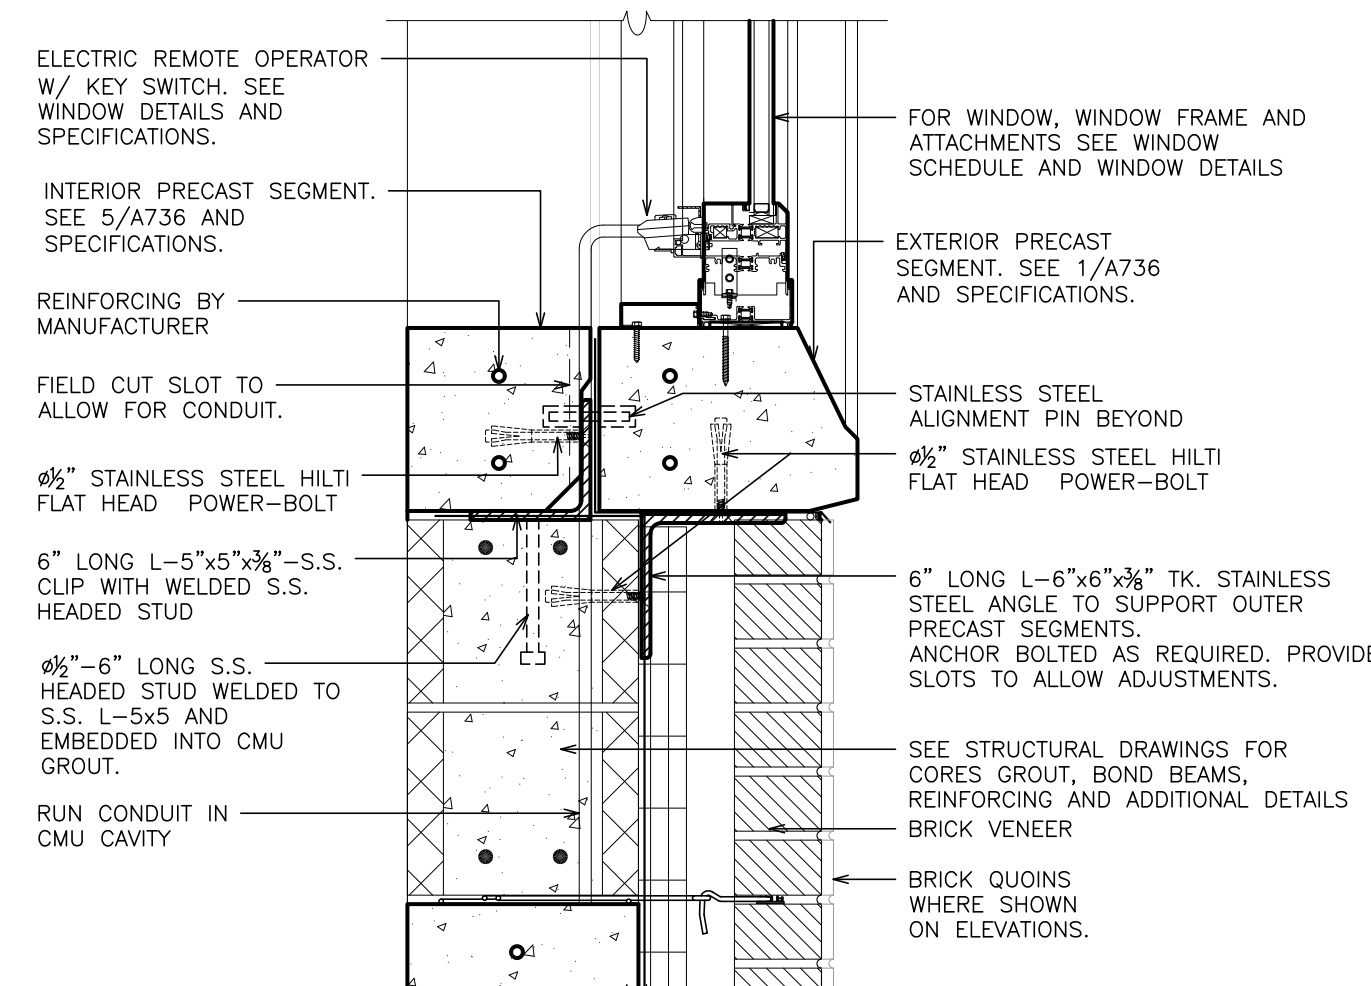 ELECTRIC REMOTE OPERATOR
W/ KEY SWITCH. SEE
WINDOW DETAILS AND
SPECIFICATIONS.
INTERIOR PRECAST SEGMENT.
SEE 5/A736 AND
SPECIFICATIONS.
REINFORCING BY
MANUFACTURER
FIELD CUT SLOT TO
ALLOW FOR CONDUIT.
ø½" STAINLESS STEEL HILTI
FLAT HEAD POWER-BOLT
6" LONG L-5"x5"x⅜"-S.S.
CLIP WITH WELDED S.S.
HEADED STUD
ø½"-6" LONG S.S.
HEADED STUD WELDED TO
S.S. L-5x5 AND
EMBEDDED INTO CMU
GROUT.
RUN CONDUIT IN
CMU CAVITY
FOR WINDOW, WINDOW FRAME AND
ATTACHMENTS SEE WINDOW
SCHEDULE AND WINDOW DETAILS
EXTERIOR PRECAST
SEGMENT. SEE 1/A736
AND SPECIFICATIONS.
STAINLESS STEEL
ALIGNMENT PIN BEYOND
ø½" STAINLESS STEEL HILTI
FLAT HEAD POWER-BOLT
6" LONG L-6"x6"x⅜" TK. STAINLESS
STEEL ANGLE TO SUPPORT OUTER
PRECAST SEGMENTS.
ANCHOR BOLTED AS REQUIRED. PROVIDE
SLOTS TO ALLOW ADJUSTMENTS.
SEE STRUCTURAL DRAWINGS FOR
CORES GROUT, BOND BEAMS,
REINFORCING AND ADDITIONAL DETAILS
BRICK VENEER
BRICK QUOINS
WHERE SHOWN
ON ELEVATIONS.